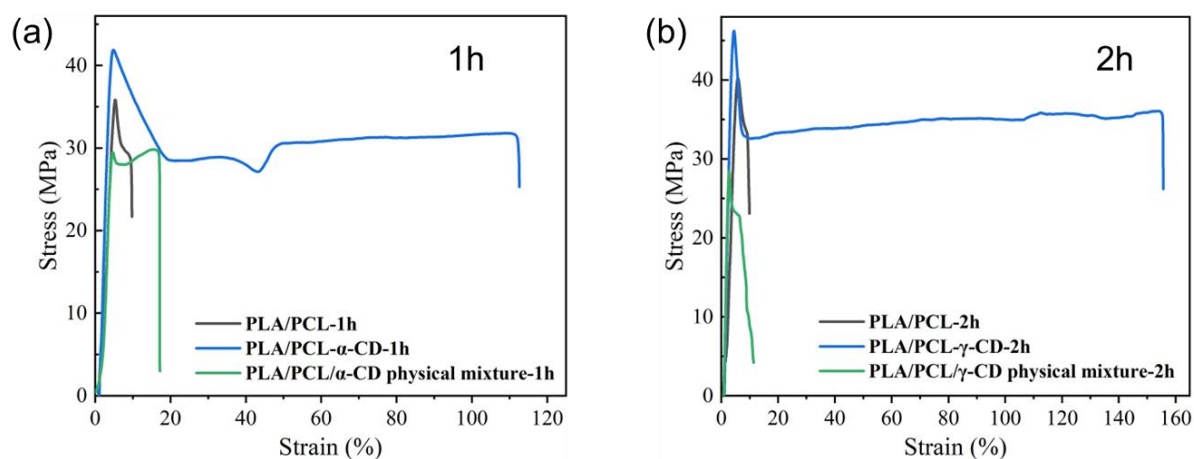 (a)
1h
40
30
20
10
0
Stress (MPa)
PLA/PCL-1h
PLA/PCL-α-CD-1h
PLA/PCL/α-CD physical mixture-1h
0 20 40 60 80 100 120
Strain (%)
(b)
2h
40
30
20
10
0
Stress (MPa)
PLA/PCL-2h
PLA/PCL-γ-CD-2h
PLA/PCL/γ-CD physical mixture-2h
0 20 40 60 80 100 120 140 160
Strain (%)